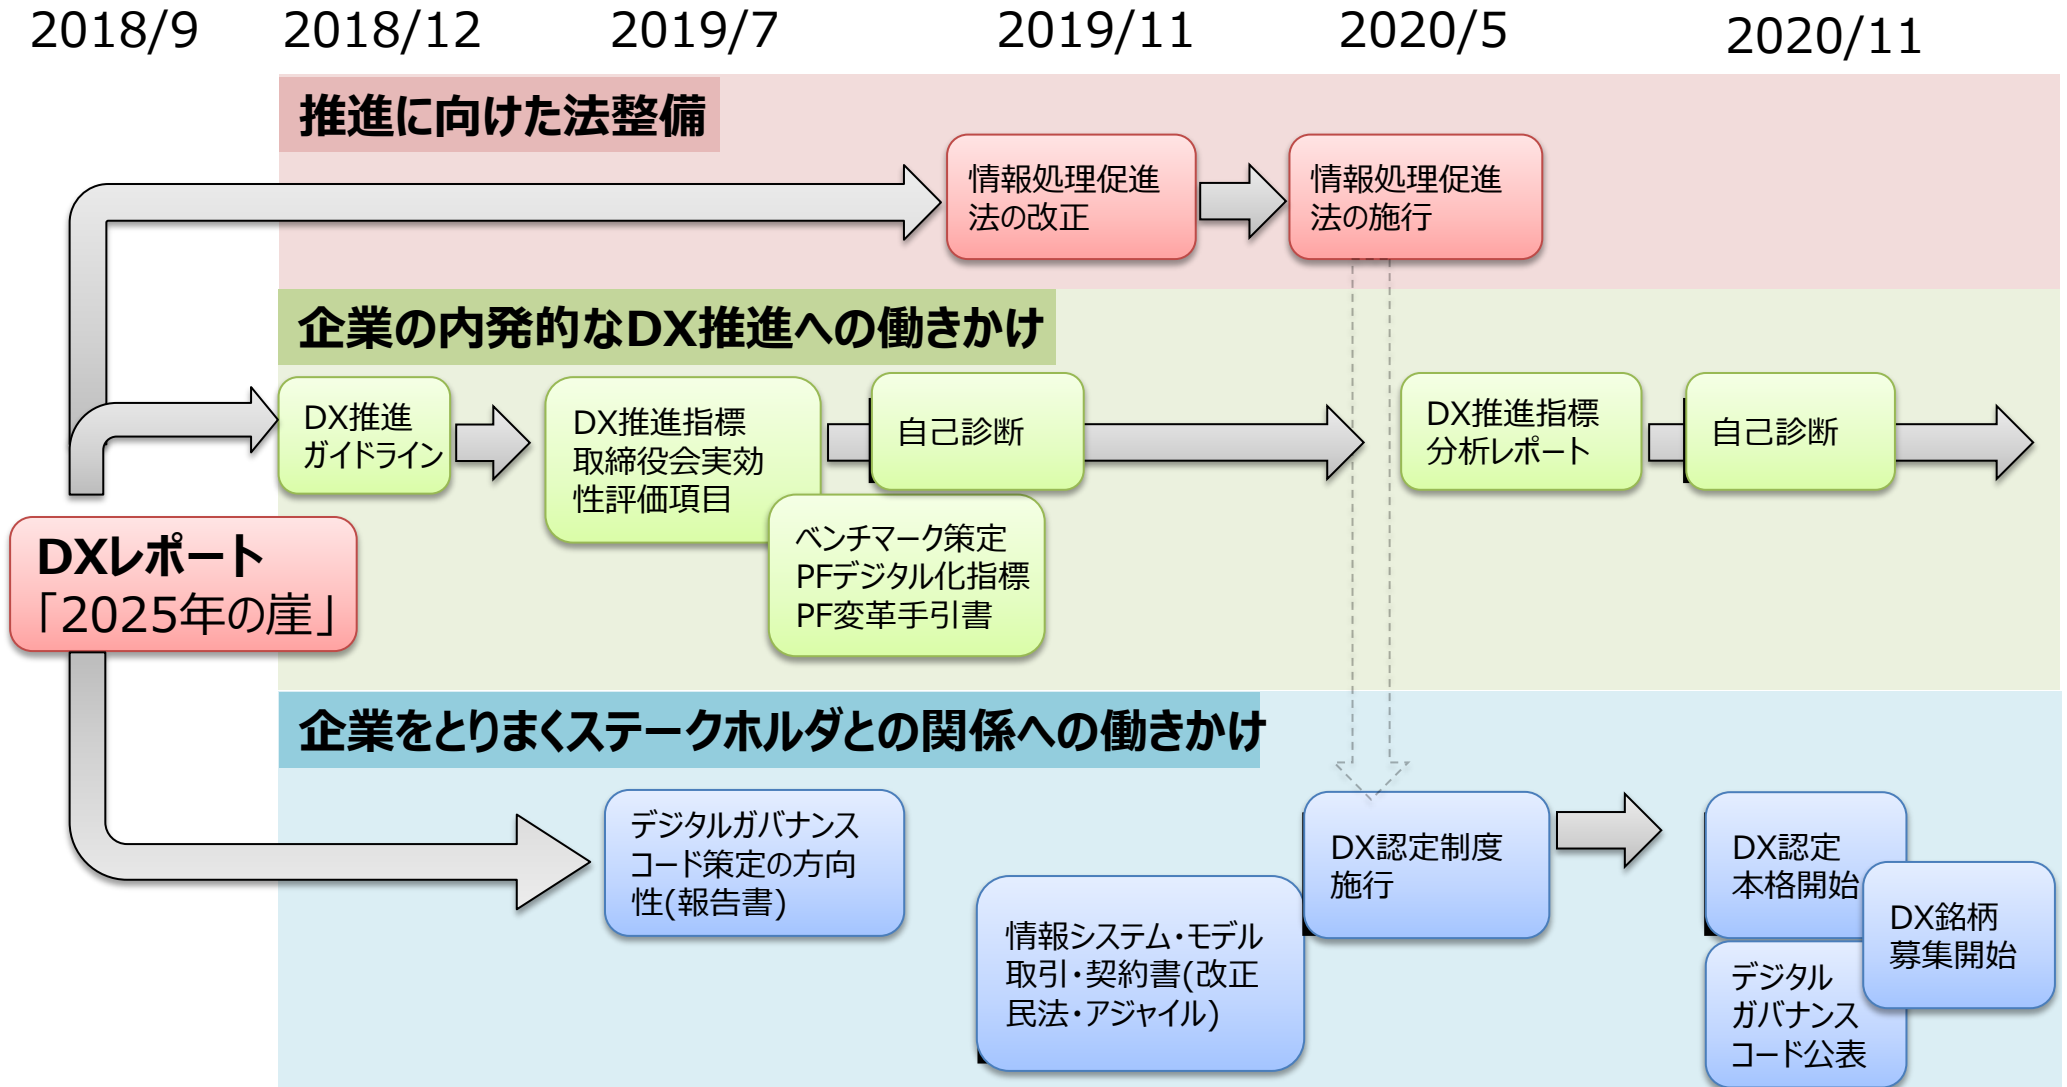 2018/9
2018/12
2019/7
2019/11
2020/5
2020/11
推進に向けた法整備
情報処理促進
法の改正
情報処理促進
法の施行
企業の内発的なDX推進への働きかけ
DX推進
ガイドライン
DX推進指標
取締役会実効
性評価項目
自己診断
ベンチマーク策定
PFデジタル化指標
PF変革手引書
DX推進指標
分析レポート
自己診断
DXレポート
「2025年の崖」
企業をとりまくステークホルダとの関係への働きかけ
デジタルガバナンス
コード策定の方向
性(報告書)
情報システム・モデル
取引・契約書(改正
民法・アジャイル)
DX認定制度
施行
DX認定
本格開始
DX銘柄
募集開始
デジタル
ガバナンス
コード公表